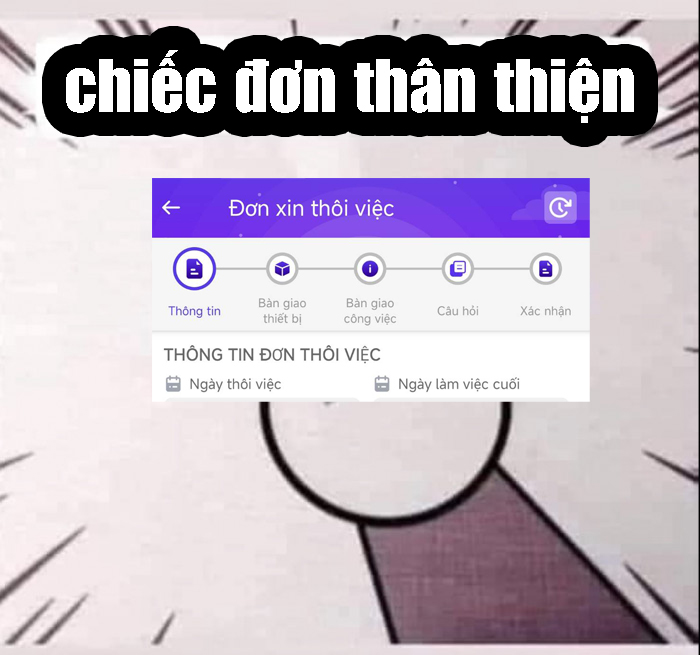 chiếc đơn thân thiện
Đơn xin thôi việc
Thông tin
Bàn giao
thiết bị
Bàn giao
công việc
Câu hỏi
Xác nhận
THÔNG TIN ĐƠN THÔI VIỆC
Ngày thôi việc
Ngày làm việc cuối